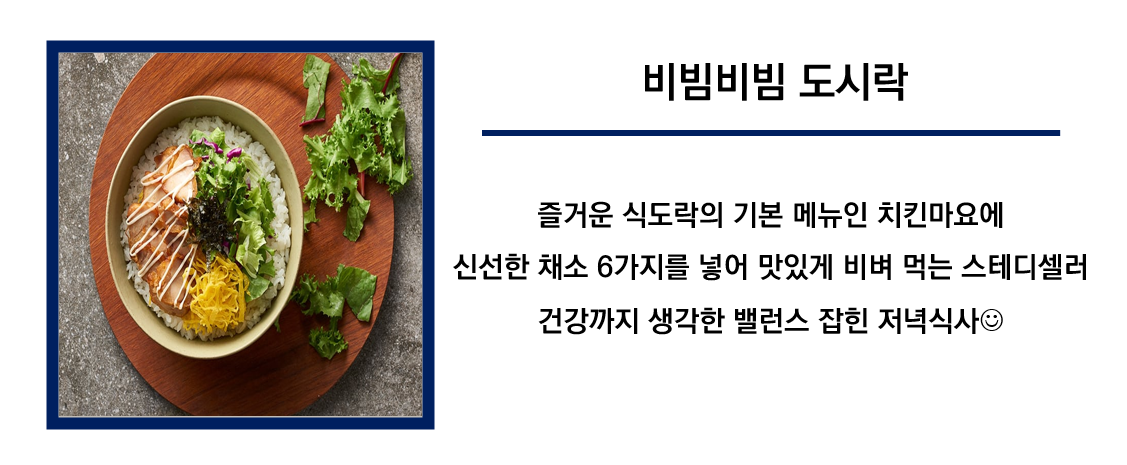 비빔비빔 도시락
즐거운 식도락의 기본 메뉴인 치킨마요에
신선한 채소 6가지를 넣어 맛있게 비벼 먹는 스테디셀러
건강까지 생각한 밸런스 잡힌 저녁식사☺